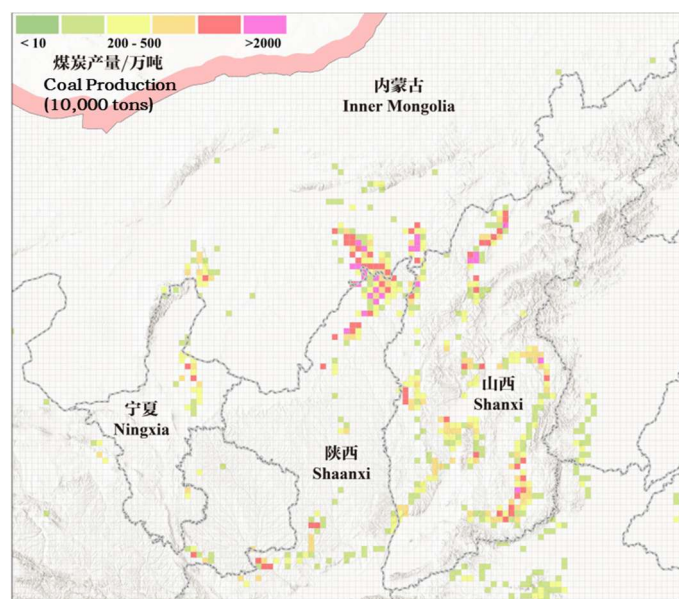 < 10 200 - 500 >2000
煤炭产量/万吨
Coal Production
(10,000 tons)
内蒙古
Inner Mongolia
山西
Shanxi
宁夏
Ningxia
陕西
Shaanxi